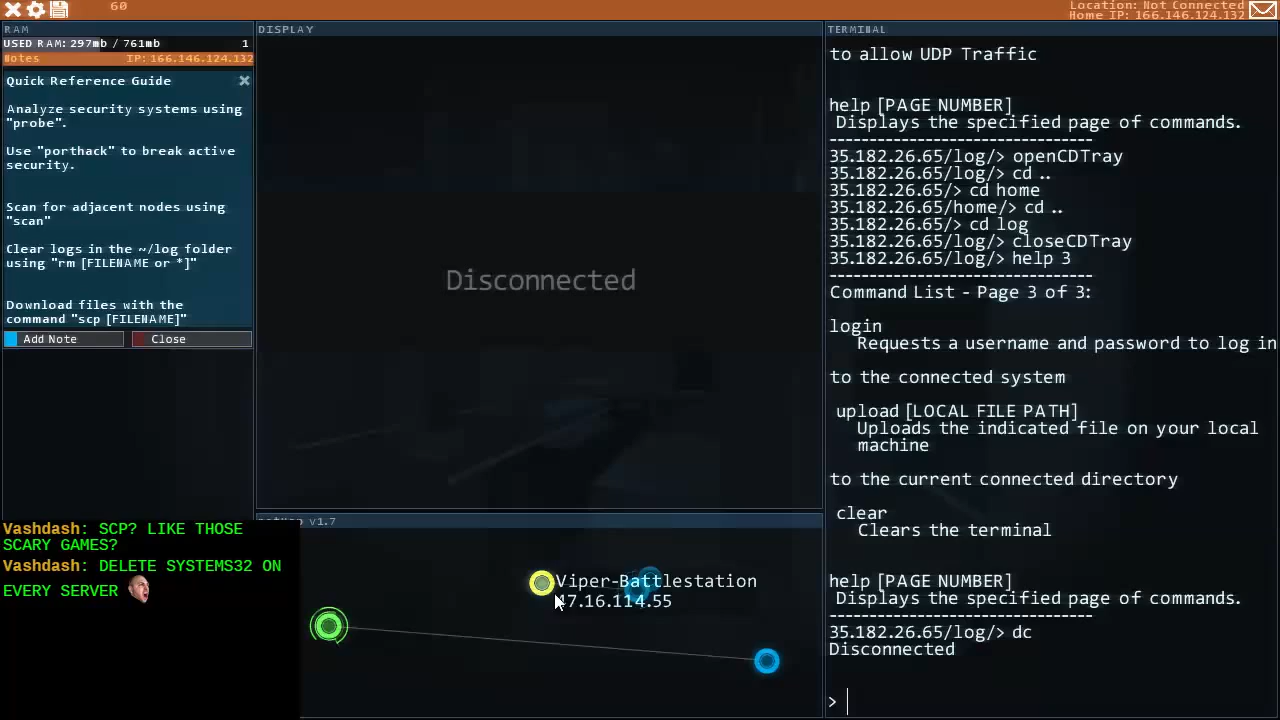 60
Location: Not Connected
Home IP: 166.146.124.132
RAM
USED RAM: 297mb / 761mb 1
Notes IP: 166.146.124.132
Quick Reference Guide
Analyze security systems using
"probe".
Use "porthack" to break active
security.
Scan for adjacent nodes using
"scan"
Clear logs in the ~/log folder
using "rm [FILENAME or *]"
Download files with the
command "scp [FILENAME]"
Add Note
Close
Vashdash: SCP? LIKE THOSE
SCARY GAMES?
Vashdash: DELETE SYSTEMS32 ON
EVERY SERVER
DISPLAY
Disconnected
v1.7
Viper-Battlestation
TERMINAL
to allow UDP Traffic
help [PAGE NUMBER]
Displays the specified page of commands.
---------------------------------
35.182.26.65/log/> openCDTray
35.182.26.65/log/> cd ..
35.182.26.65/> cd home
35.182.26.65/home/> cd ..
35.182.26.65/> cd log
35.182.26.65/log/> closeCDTray
35.182.26.65/log/> help 3
---------------------------------
Command List - Page 3 of 3:
login
Requests a username and password to log in
to the connected system
upload [LOCAL FILE PATH]
Uploads the indicated file on your local
machine
to the current connected directory
clear
Clears the terminal
help [PAGE NUMBER]
Displays the specified page of commands.
---------------------------------
35.182.26.65/log/> dc
Disconnected
>